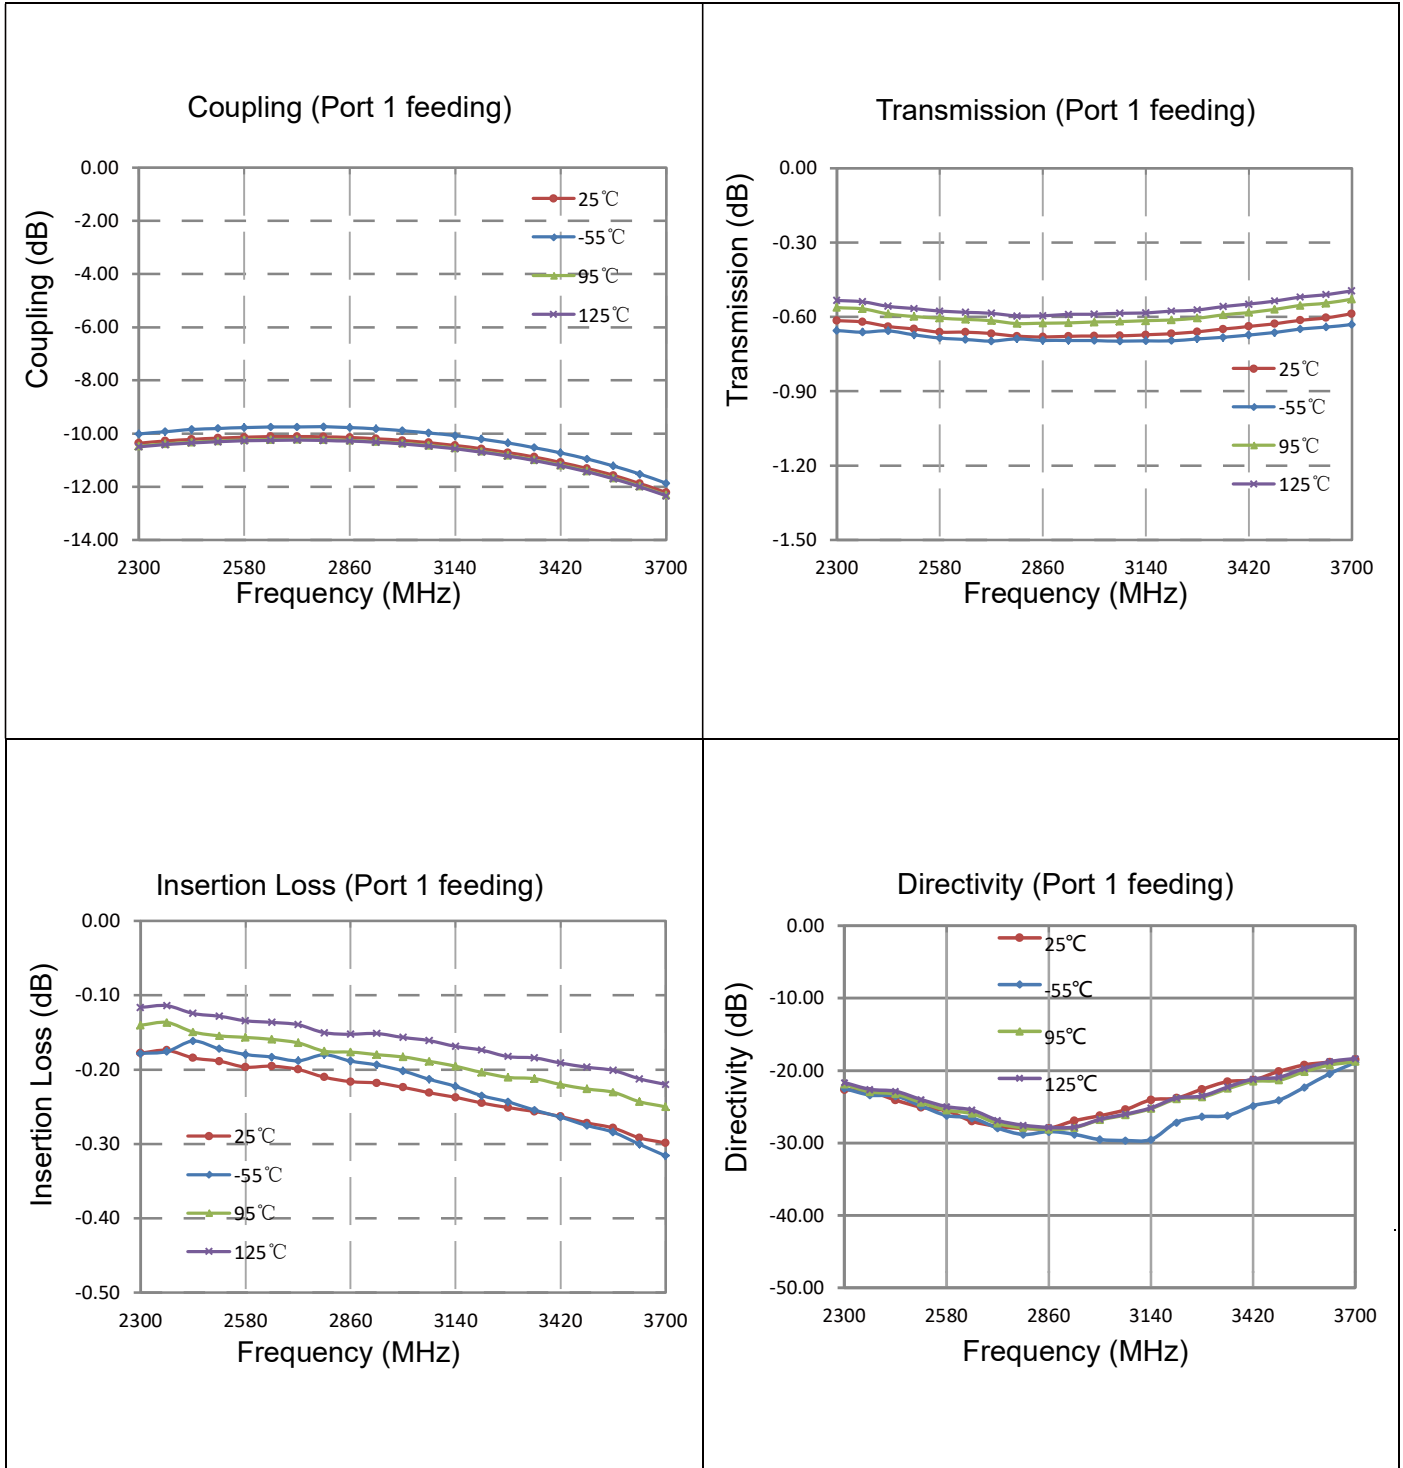 Coupling (Port 1 feeding)
0.00
-2.00
-4.00
-6.00
-8.00
-10.00
-12.00
-14.00
Coupling (dB)
25℃
-55℃
95℃
125℃
2300 2580 2860 3140 3420 3700
Frequency (MHz)
Transmission (Port 1 feeding)
0.00
-0.30
-0.60
-0.90
-1.20
-1.50
Transmission (dB)
25℃
-55℃
95℃
125℃
2300 2580 2860 3140 3420 3700
Frequency (MHz)
Insertion Loss (Port 1 feeding)
0.00
-0.10
-0.20
-0.30
-0.40
-0.50
Insertion Loss (dB)
25℃
-55℃
95℃
125℃
2300 2580 2860 3140 3420 3700
Frequency (MHz)
Directivity (Port 1 feeding)
0.00
-10.00
-20.00
-30.00
-40.00
-50.00
Directivity (dB)
25℃
-55℃
95℃
125℃
2300 2580 2860 3140 3420 3700
Frequency (MHz)